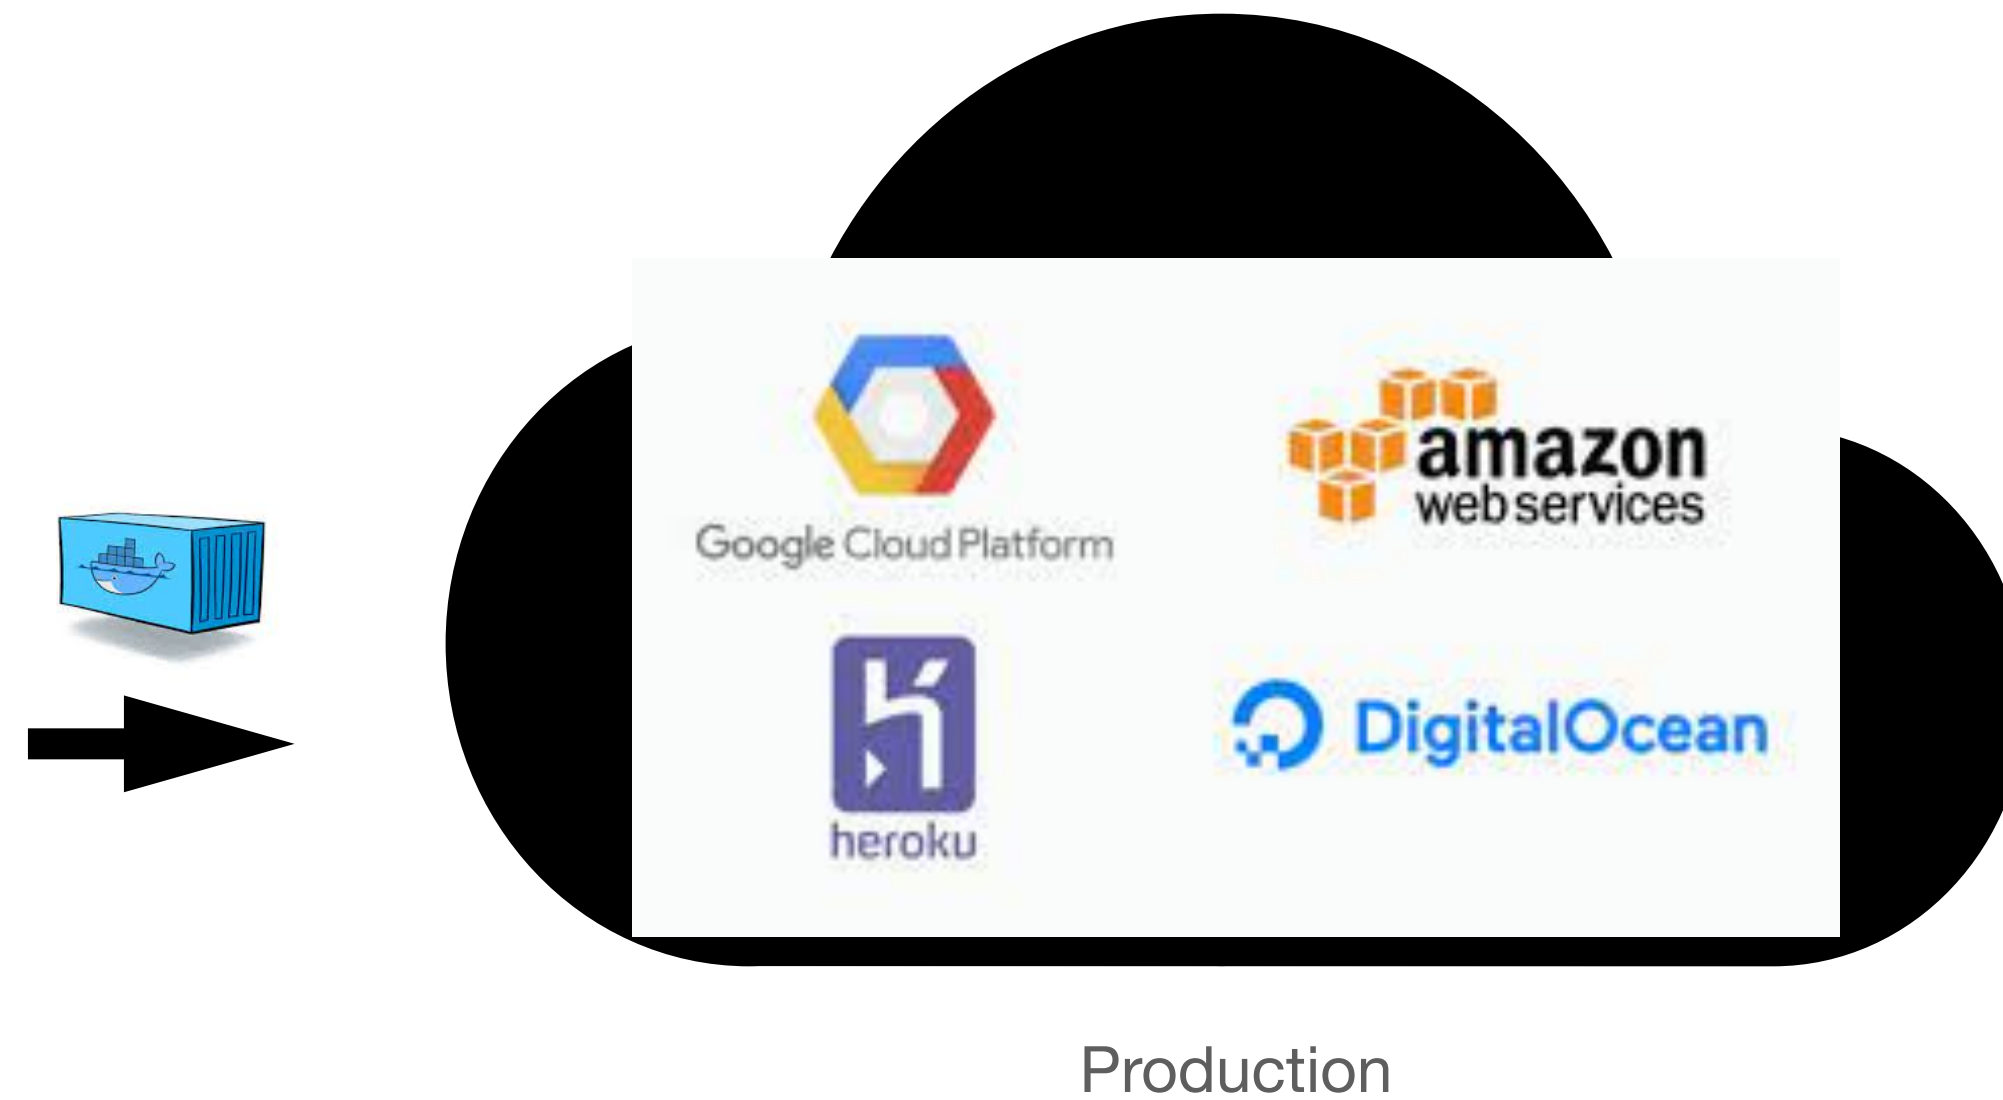 Google Cloud Platform
amazon
web services
heroku
DigitalOcean
Production